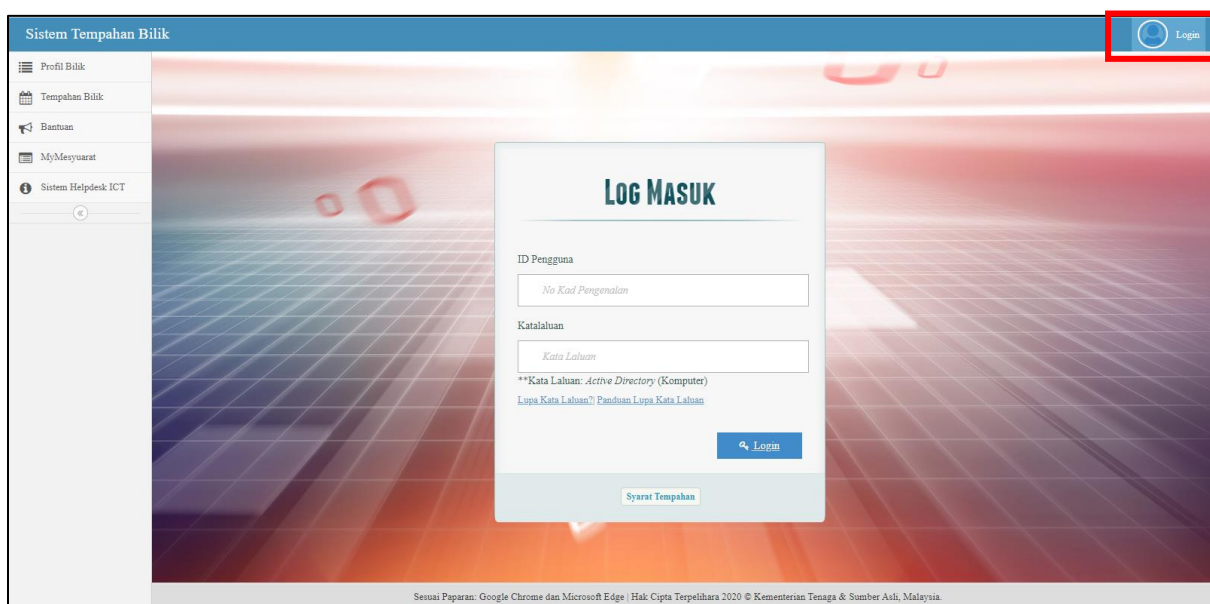 Sistem Tempahan Bilik
Login
Profil Bilik
Tempahan Bilik
Bantuan
MyMesyuarat
Sistem Helpdesk ICT
LOG MASUK
ID Pengguna
No Kad Pengenalan
Katalaluan
Kata Laluan
**Kata Laluan: Active Directory (Komputer)
Lupa Kata Laluan?| Panduan Lupa Kata Laluan
Login
Syarat Tempahan
Sesuai Paparan: Google Chrome dan Microsoft Edge | Hak Cipta Terpelihara 2020 © Kementerian Tenaga & Sumber Asli, Malaysia.